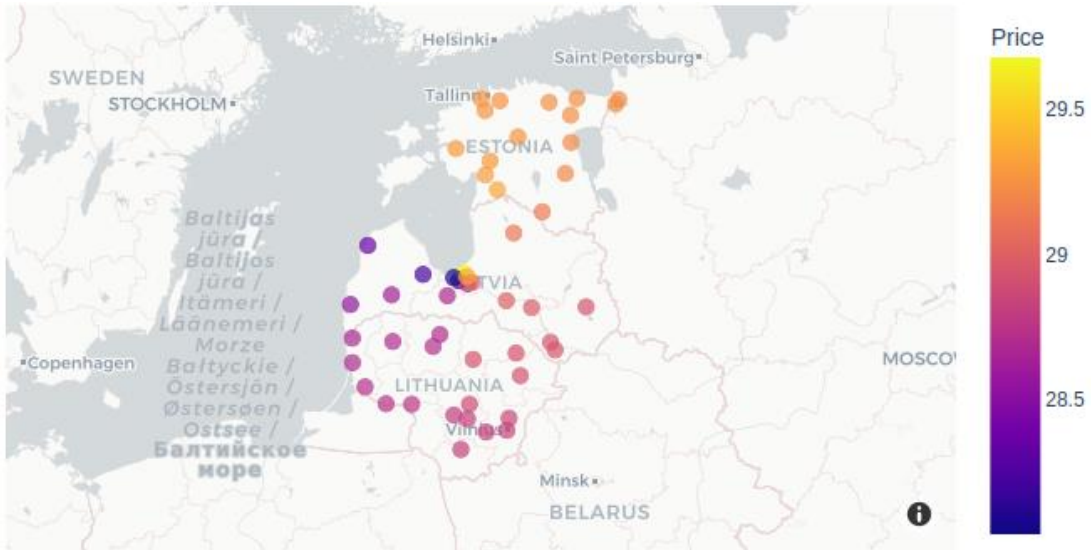 Helsinki
Saint Petersburg
SWEDEN
STOCKHOLM
Tallinn
ESTONIA
Baltijas
jūra /
Baltijos
jūra /
Itämeri /
Läänemeri /
Morze
Bałtyckie /
Östersjön /
Østersøen /
Ostsee /
Балтийское
море
TVIA
Copenhagen
MOSCOW
LITHUANIA
Vilnius
Minsk
BELARUS
i
Price
29.5
29
28.5